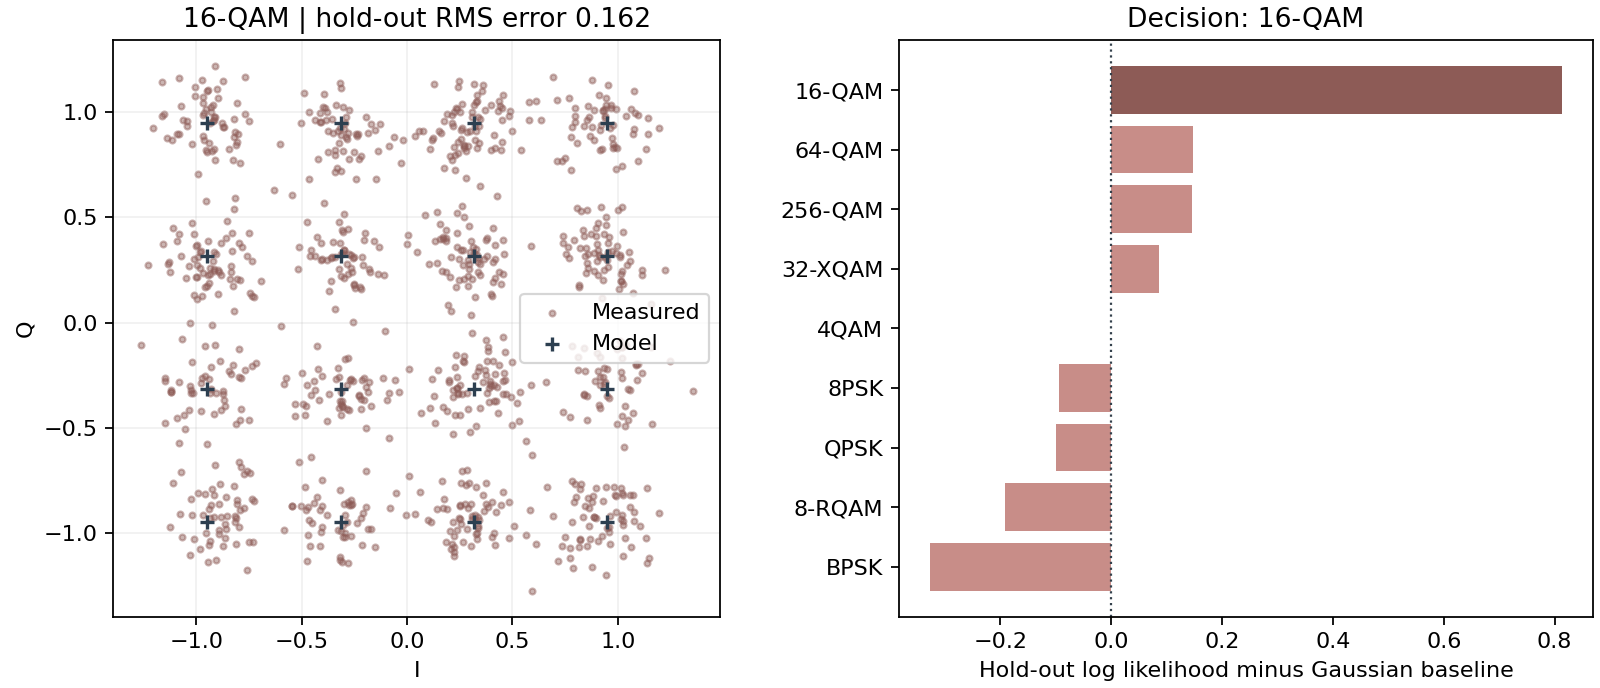 16-QAM | hold-out RMS error 0.162
1.0
0.5
0.0
−0.5
−1.0
Q
−1.0 −0.5 0.0 0.5 1.0
I
Measured
Model
Decision: 16-QAM
16-QAM
64-QAM
256-QAM
32-XQAM
4QAM
8PSK
QPSK
8-RQAM
BPSK
−0.2 0.0 0.2 0.4 0.6 0.8
Hold-out log likelihood minus Gaussian baseline